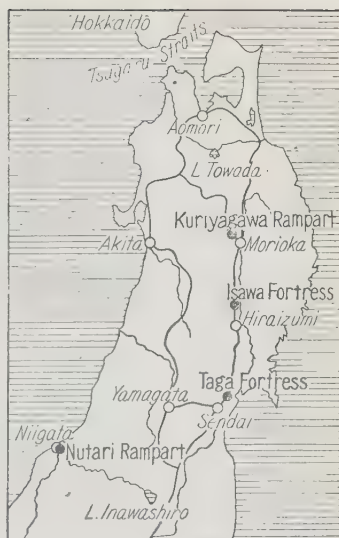 Hokkaidō
Tsugaru Straits
Aomori
L. Towada
Kuriyagawa Rampart
Akita
Morioka
Isawa Fortress
Hiraizumi
Taga Fortress
Yamagata
Sendai
Niigata
Nutari Rampart
L. Inawashiro